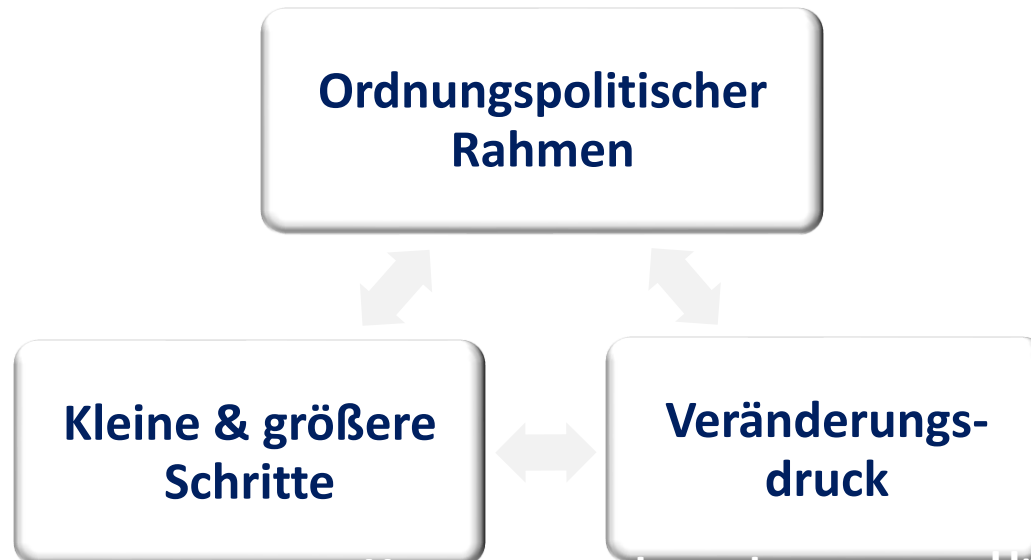 Ordnungspolitischer
Rahmen
Kleine & größere
Schritte
Veränderungs-
druck